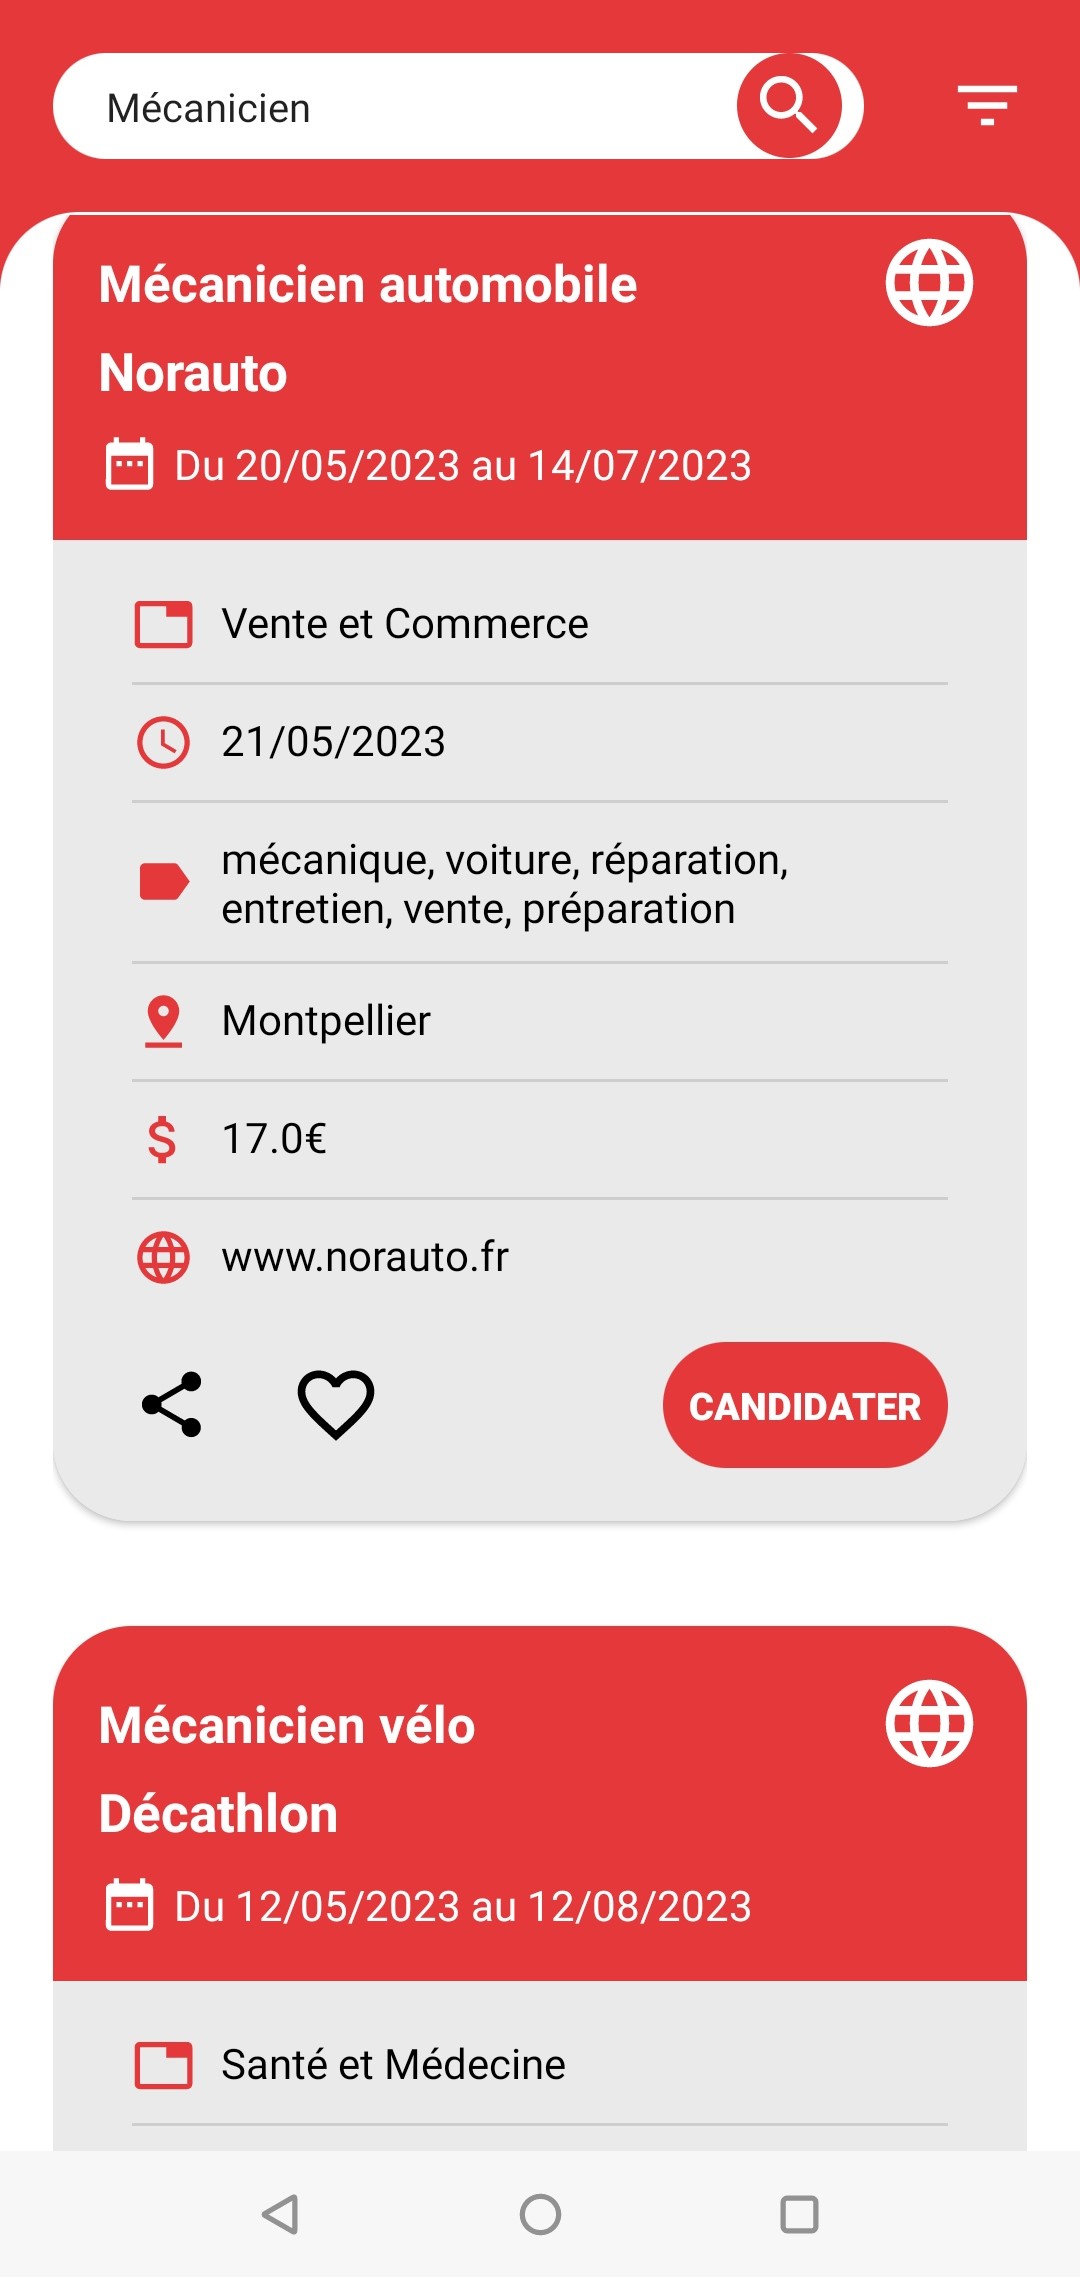 Mécanicien
Mécanicien automobile
Norauto
Du 20/05/2023 au 14/07/2023
Vente et Commerce
21/05/2023
mécanique, voiture, réparation,
entretien, vente, préparation
Montpellier
17.0€
www.norauto.fr
CANDIDATER
Mécanicien vélo
Décathlon
Du 12/05/2023 au 12/08/2023
Santé et Médecine